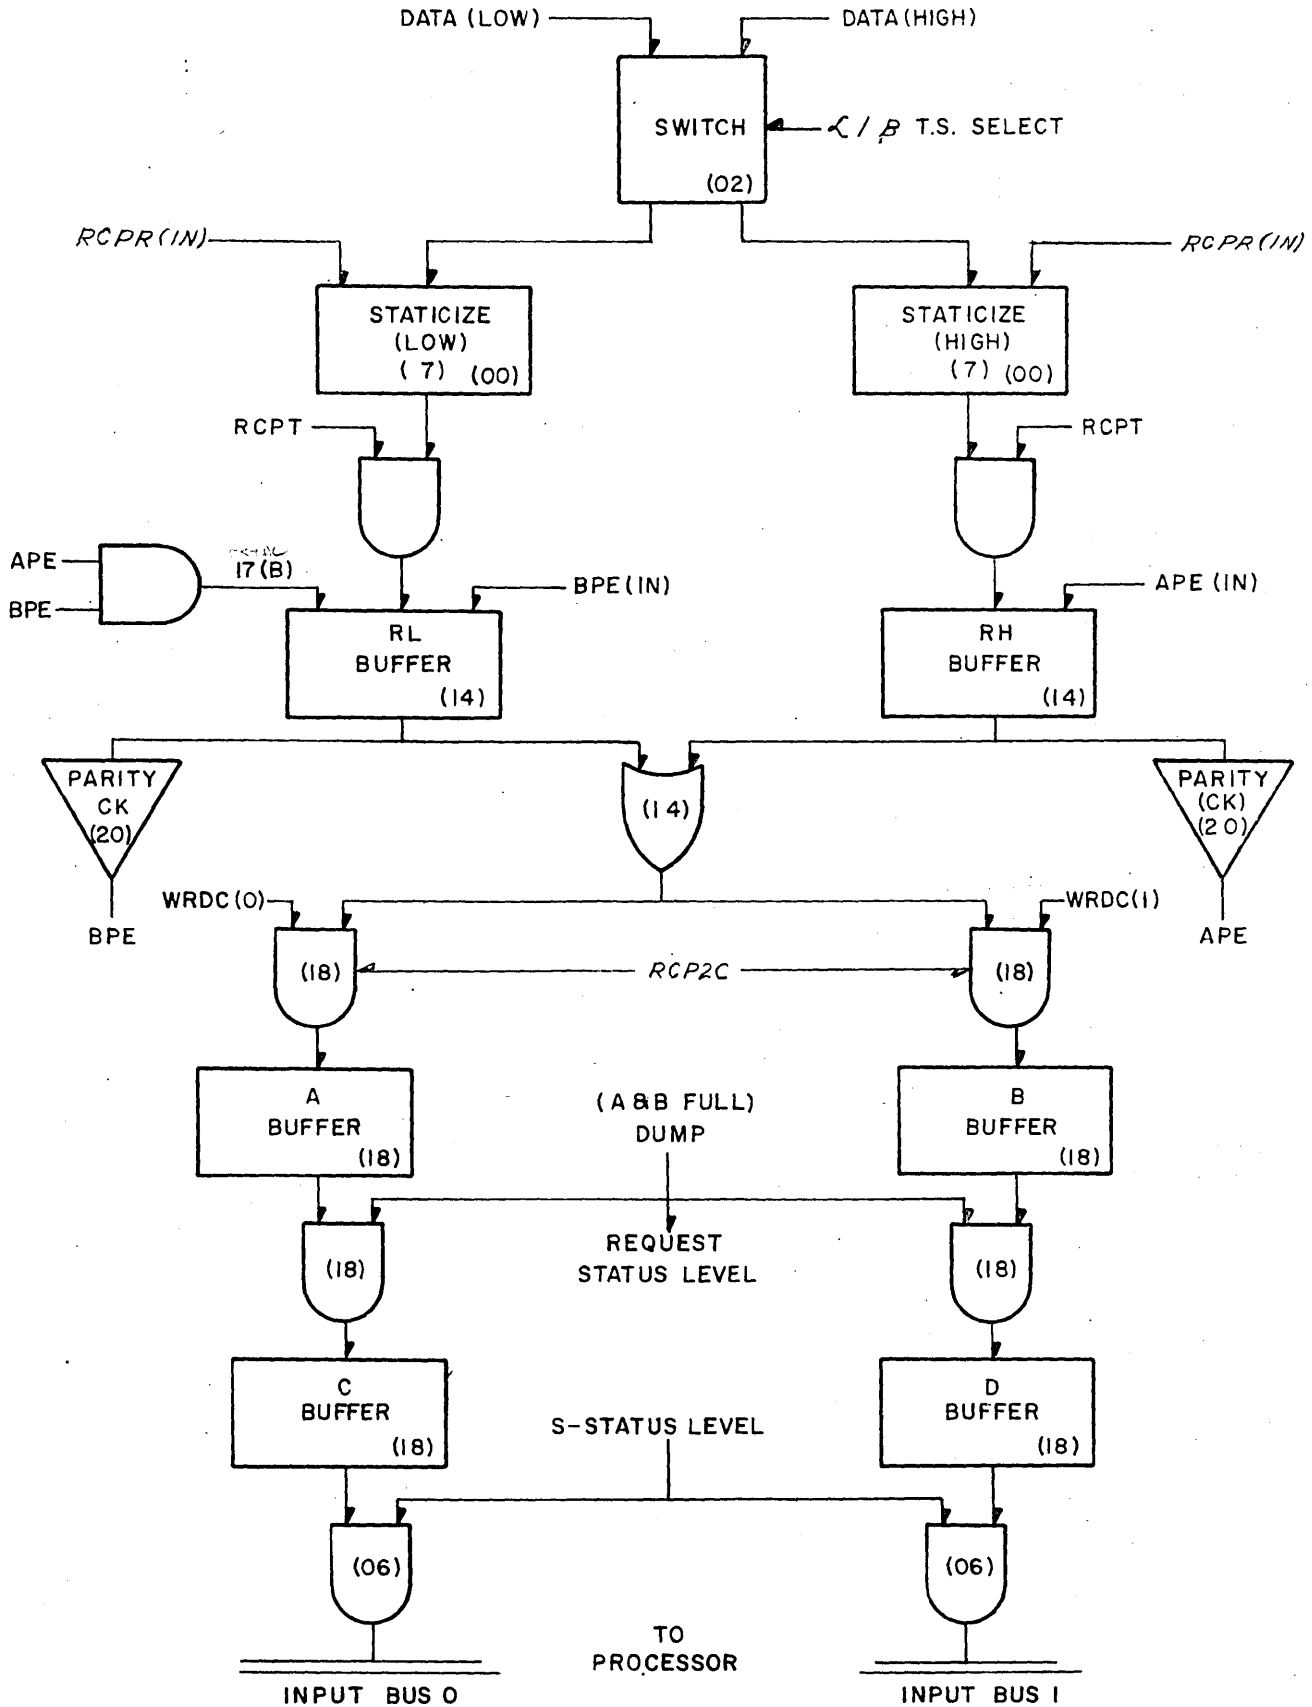 DATA (LOW)
DATA (HIGH)
SWITCH
(02)
α / β T.S. SELECT
RCPR (IN)
RCPR (IN)
STATICIZE
(LOW)
( 7) (00)
STATICIZE
(HIGH)
(7) (00)
RCPT
RCPT
APE
BPE
17(B)
BPE(IN)
APE (IN)
RL
BUFFER
(14)
RH
BUFFER
(14)
PARITY
CK
(20)
BPE
(14)
PARITY
(CK)
(20)
APE
WRDC(0)
WRDC(1)
(18)
RCP2C
(18)
A
BUFFER
(18)
(A&B FULL)
DUMP
B
BUFFER
(18)
(18)
REQUEST
STATUS LEVEL
(18)
C
BUFFER
(18)
S-STATUS LEVEL
D
BUFFER
(18)
(06)
(06)
TO
PROCESSOR
INPUT BUS 0
INPUT BUS 1